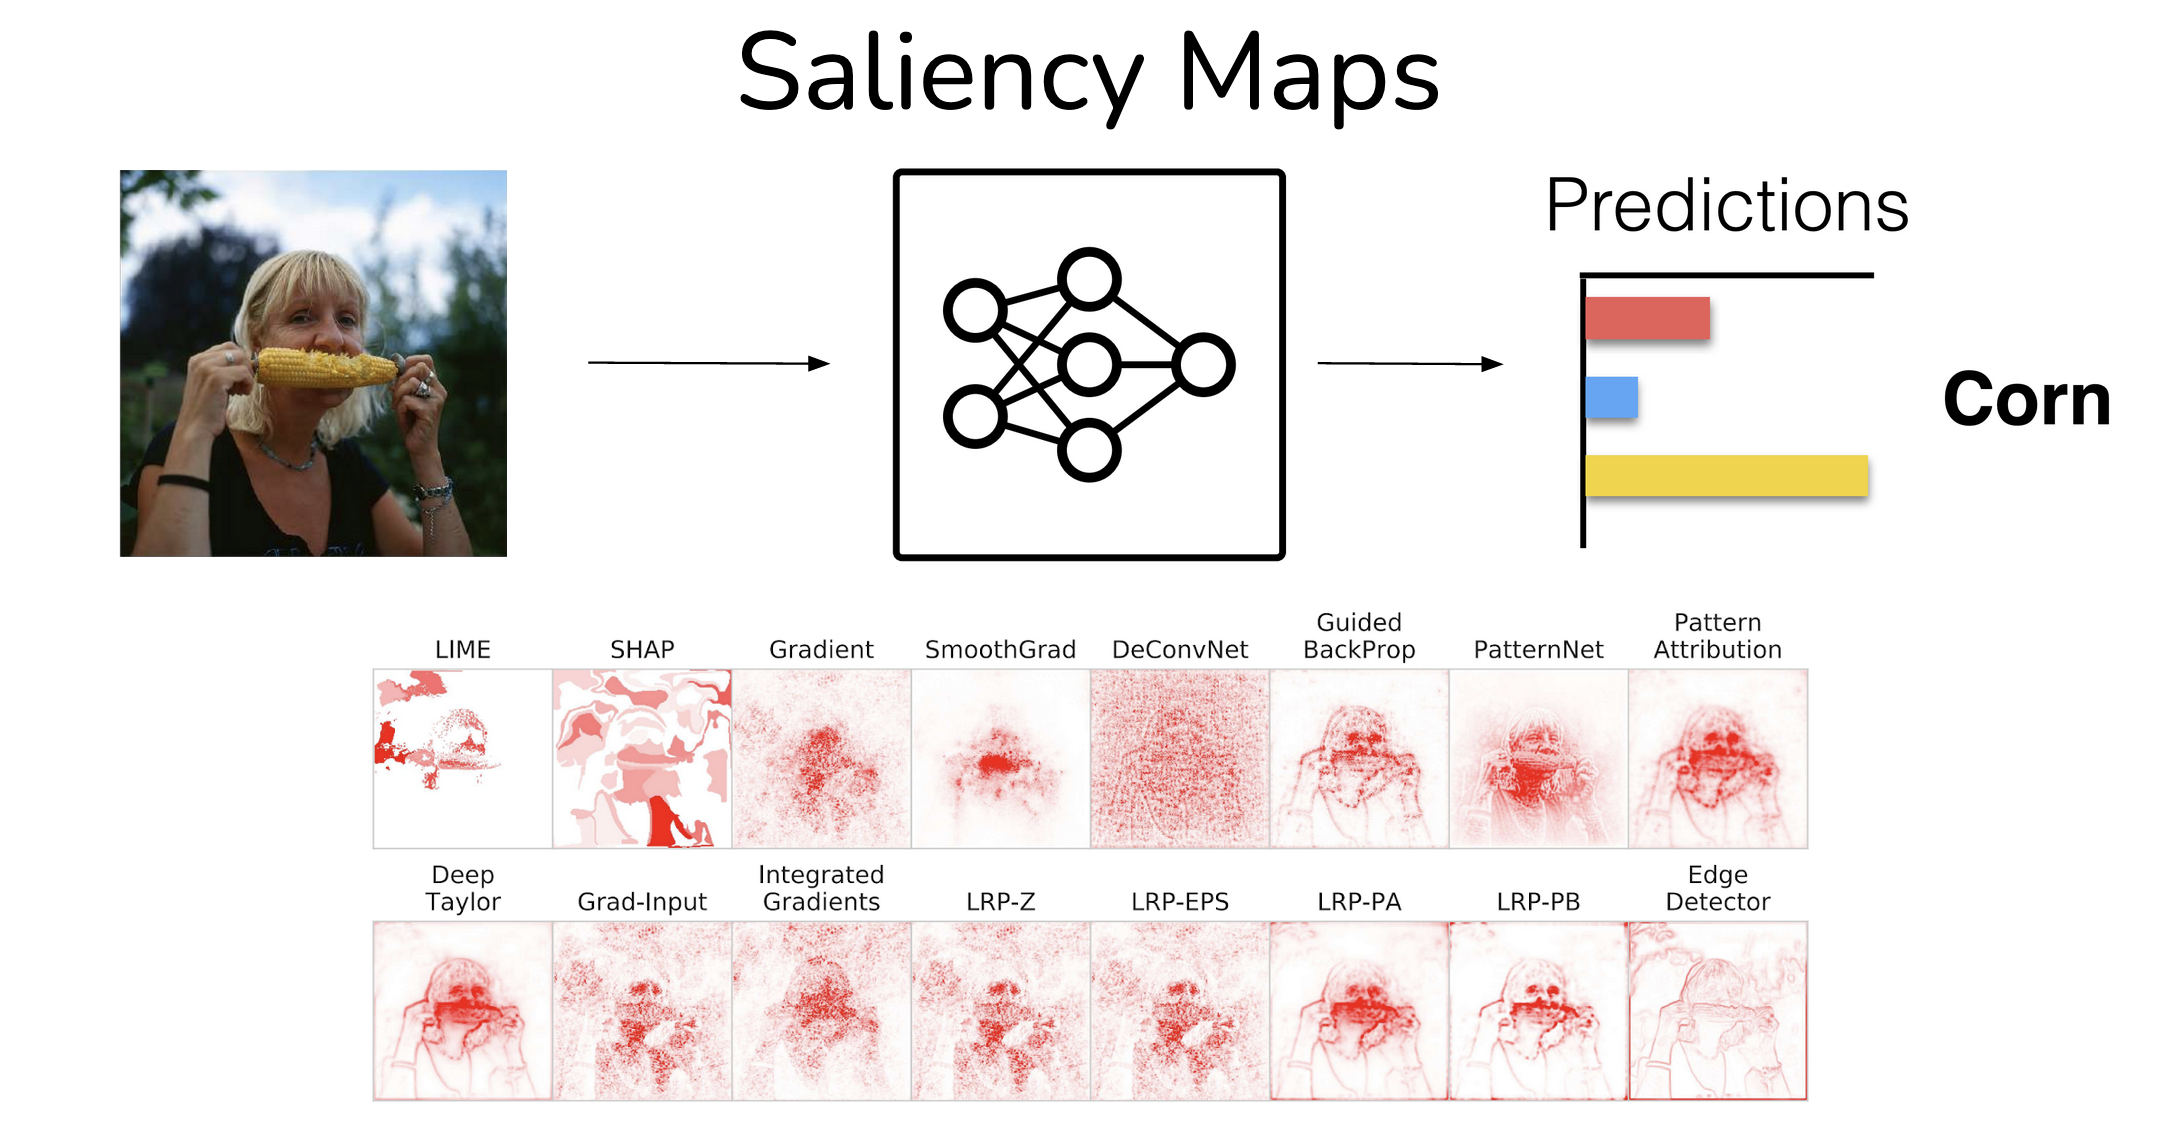 Saliency Maps
Predictions
Corn
LIME
SHAP
Gradient
SmoothGrad
DeConvNet
Guided
BackProp
PatternNet
Pattern
Attribution
Deep
Taylor
Grad-Input
Integrated
Gradients
LRP-Z
LRP-EPS
LRP-PA
LRP-PB
Edge
Detector